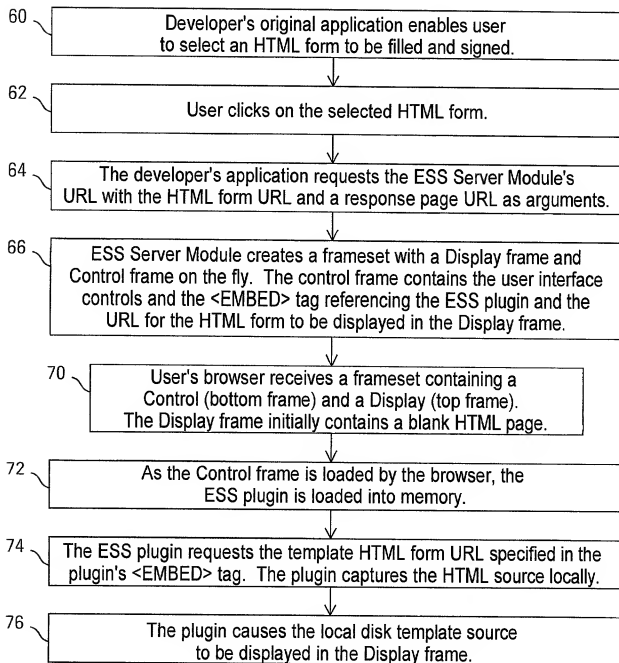 60
Developer's original application enables user
to select an HTML form to be filled and signed.
62
User clicks on the selected HTML form.
64
The developer's application requests the ESS Server Module's
URL with the HTML form URL and a response page URL as arguments.
66
ESS Server Module creates a frameset with a Display frame and
Control frame on the fly. The control frame contains the user interface
controls and the <EMBED> tag referencing the ESS plugin and the
URL for the HTML form to be displayed in the Display frame.
70
User's browser receives a frameset containing a
Control (bottom frame) and a Display (top frame).
The Display frame initially contains a blank HTML page.
72
As the Control frame is loaded by the browser, the
ESS plugin is loaded into memory.
74
The ESS plugin requests the template HTML form URL specified in the
plugin's <EMBED> tag. The plugin captures the HTML source locally.
76
The plugin causes the local disk template source
to be displayed in the Display frame.